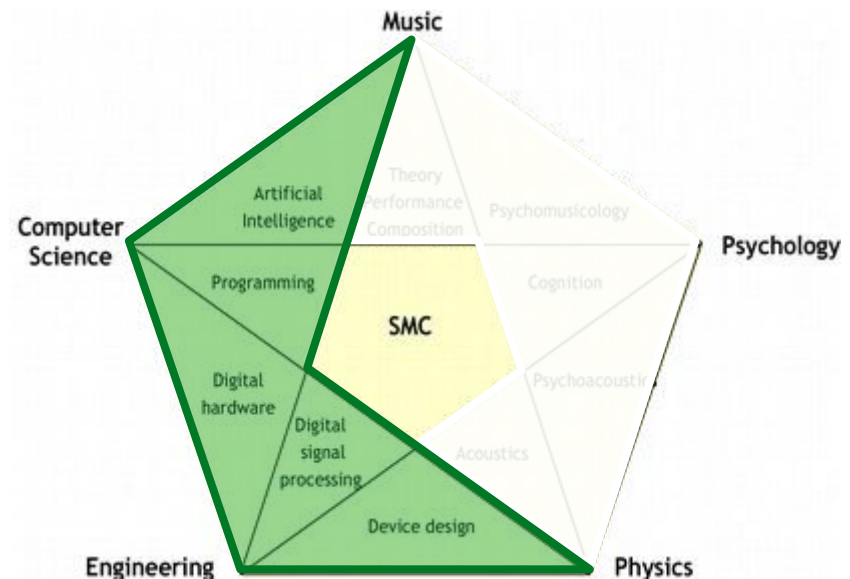 Music
Theory
Performance
Composition
Artificial
Intelligence
Psychomusicology
Computer
Science
Psychology
Programming
Cognition
SMC
Digital
hardware
Psychoacoustic
Digital
signal
processing
Acoustics
Device design
Engineering
Physics